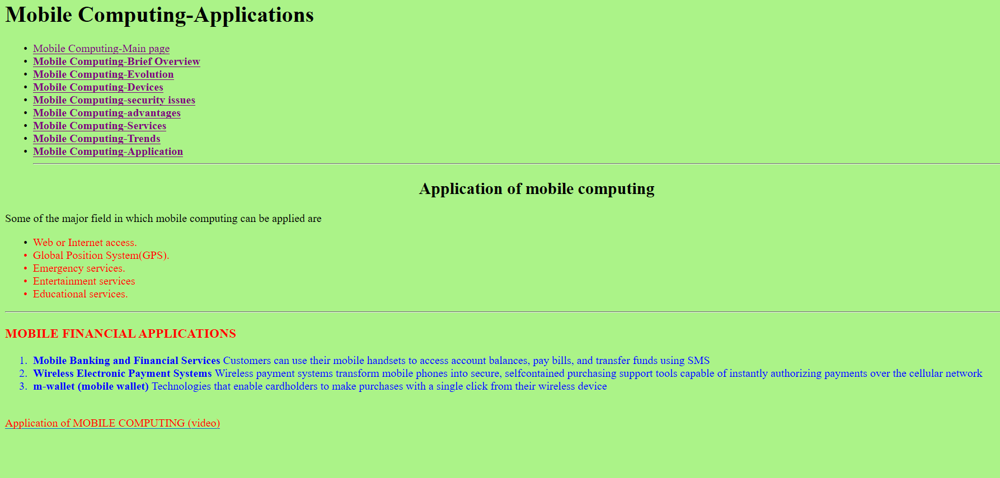 Mobile Computing-Applications
Mobile Computing-Main page
Mobile Computing-Brief Overview
Mobile Computing-Evolution
Mobile Computing-Devices
Mobile Computing-security issues
Mobile Computing-advantages
Mobile Computing-Services
Mobile Computing-Trends
Mobile Computing-Application
Application of mobile computing
Some of the major field in which mobile computing can be applied are
Web or Internet access.
Global Position System(GPS).
Emergency services.
Entertainment services
Educational services.
MOBILE FINANCIAL APPLICATIONS
1. Mobile Banking and Financial Services Customers can use their mobile handsets to access account balances, pay bills, and transfer funds using SMS
2. Wireless Electronic Payment Systems Wireless payment systems transform mobile phones into secure, selfcontained purchasing support tools capable of instantly authorizing payments over the cellular network
3. m-wallet (mobile wallet) Technologies that enable cardholders to make purchases with a single click from their wireless device
Application of MOBILE COMPUTING (video)